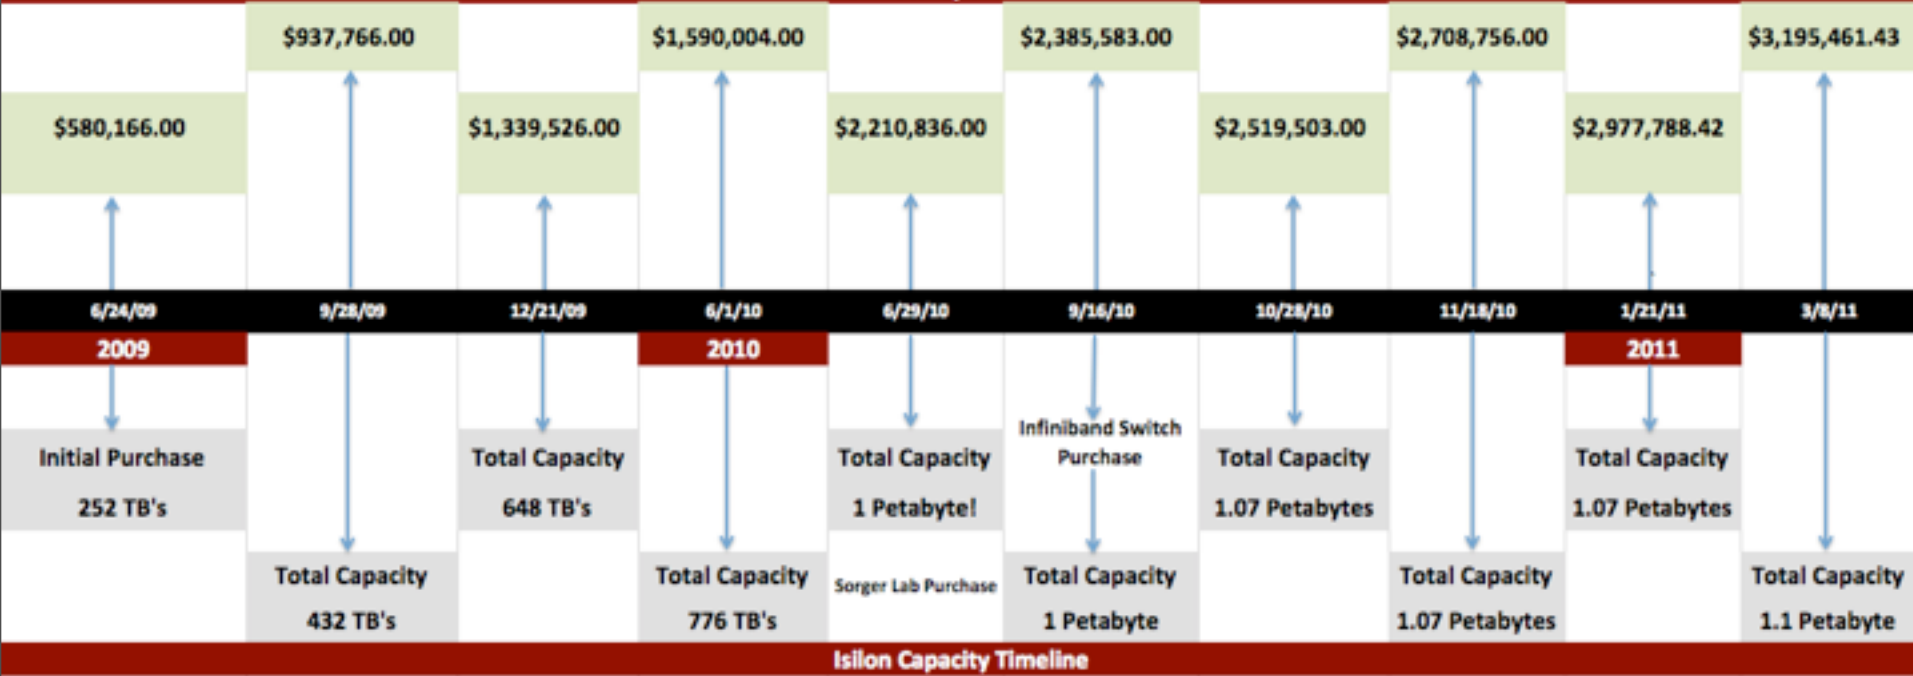 $937,766.00 $1,590,004.00 $2,385,583.00 $2,708,756.00 $3,195,461.43
$580,166.00 $1,339,526.00 $2,210,836.00 $2,519,503.00 $2,977,788.42
6/24/09 9/28/09 12/21/09 6/1/10 6/29/10 9/16/10 10/28/10 11/18/10 1/21/11 3/8/11
2009 2010 2011
Infiniband Switch
Initial Purchase Total Capacity Total Capacity Purchase Total Capacity Total Capacity
252 TB's 648 TB's 1 Petabyte! 1.07 Petabytes 1.07 Petabytes
Total Capacity Total Capacity Sorger Lab Purchase Total Capacity Total Capacity Total Capacity
432 TB's 776 TB's 1 Petabyte 1.07 Petabytes 1.1 Petabyte
Isilon Capacity Timeline